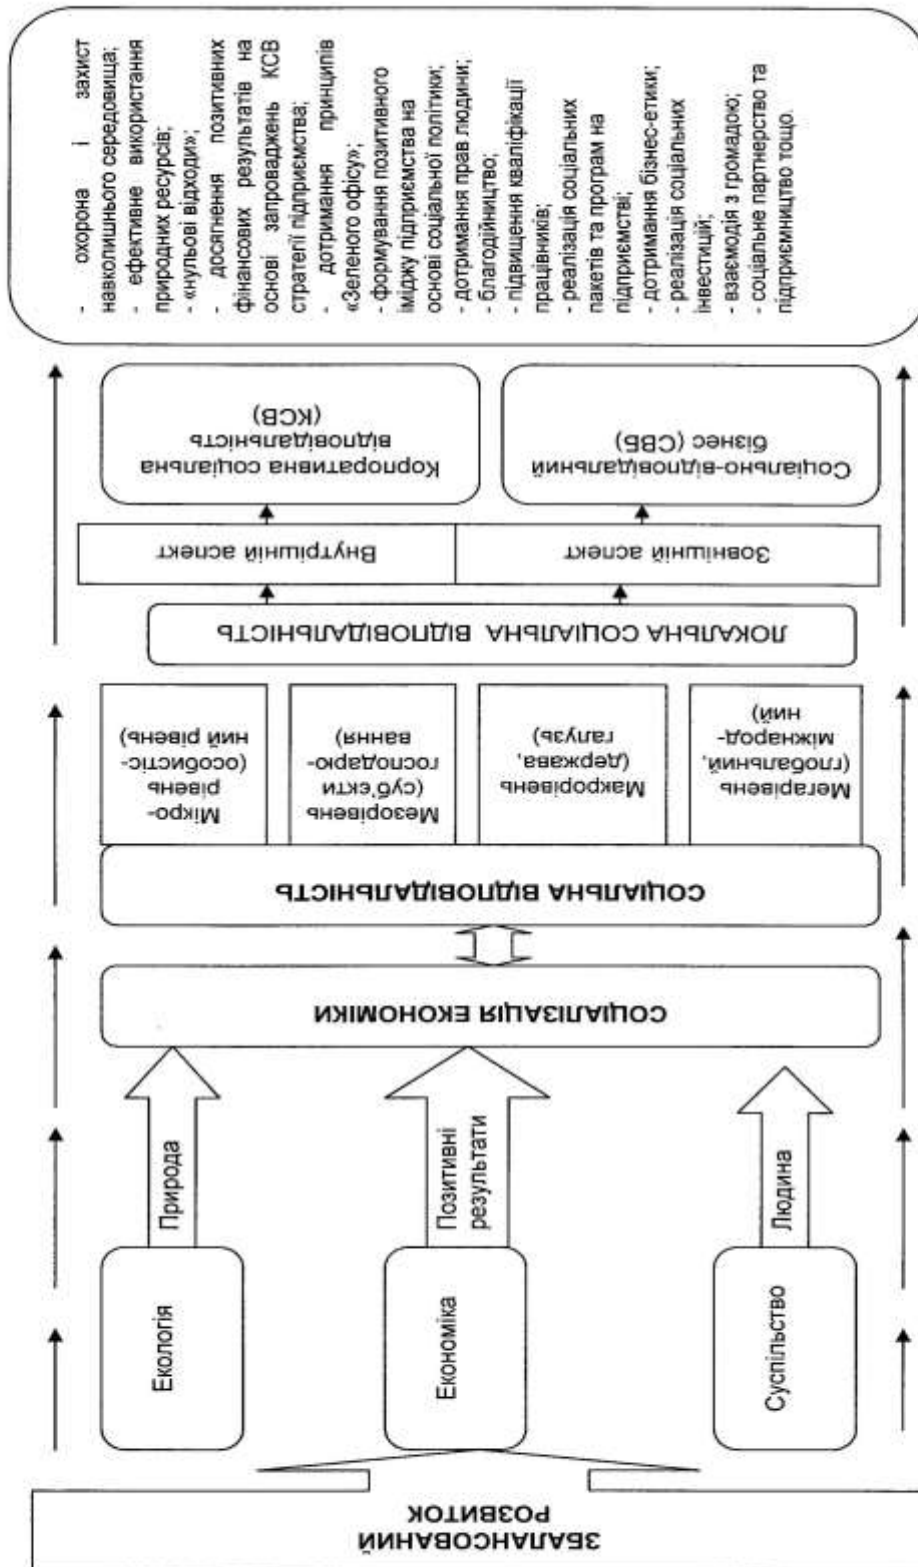 ЗБАЛАНСОВАНИЙ
РОЗВИТОК
Екологія
Природа
Економіка
Позитивні
результати
Суспільство
Людина
СОЦІАЛІЗАЦІЯ ЕКОНОМІКИ
СОЦІАЛЬНА ВІДПОВІДАЛЬНІСТЬ
Мікро-
рівень
(особистіс-
ний рівень)
Мезорівень
(суб’єкти
господарю-
вання)
Макрорівень
(держава,
галузь)
Мегарівень
(глобальний,
міжнарод-
ний)
ЛОКАЛЬНА СОЦІАЛЬНА ВІДПОВІДАЛЬНІСТЬ
Внутрішній аспект
Зовнішній аспект
Корпоративна соціальна
відповідальність
(КСВ)
Соціально-відповідальний
бізнес (СВБ)
- охорона і захист
навколишнього середовища;
- ефективне використання
природних ресурсів;
- «нульові відходи»;
- досягнення позитивних
фінансових результатів на
основі запроваджень КСВ
стратегії підприємства;
- дотримання принципів
«Зеленого офісу»;
- формування позитивного
іміджу підприємства на
основі соціальної політики;
- дотримання прав людини;
- благодійництво;
- підвищення кваліфікації
працівників;
- реалізація соціальних
пакетів та програм на
підприємстві;
- дотримання бізнес-етики;
- реалізація соціальних
інвестицій;
- взаємодія з громадою;
- соціальне партнерство та
підприємництво тощо.